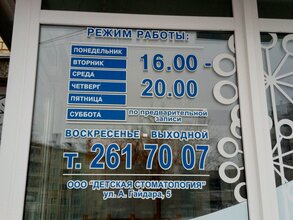 РЕЖИМ РАБОТЫ:
ПОНЕДЕЛЬНИК
ВТОРНИК
СРЕДА
ЧЕТВЕРГ
ПЯТНИЦА
16.00 -
20.00
СУББОТА
по предварительной
записи
ВОСКРЕСЕНЬЕ - ВЫХОДНОЙ
т. 261 70 07
ООО "ДЕТСКАЯ СТОМАТОЛОГИЯ"
ул. А. Гайдара, 5